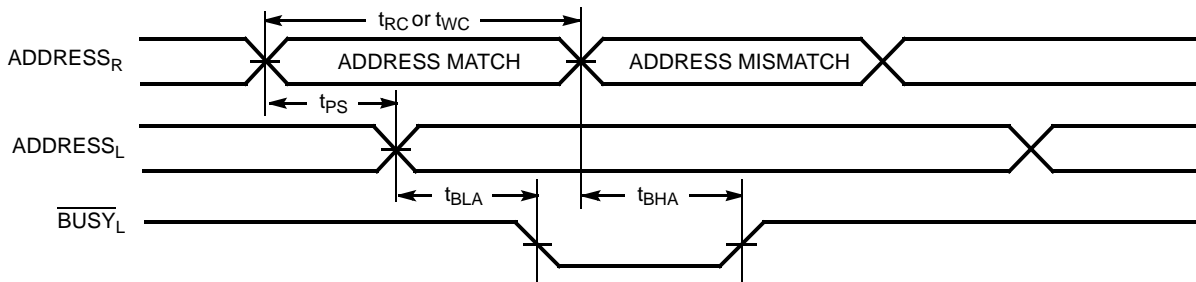 tRC or tWC
ADDRESSR
ADDRESS MATCH
ADDRESS MISMATCH
tPS
ADDRESSL
tBLA
tBHA
BUSYL